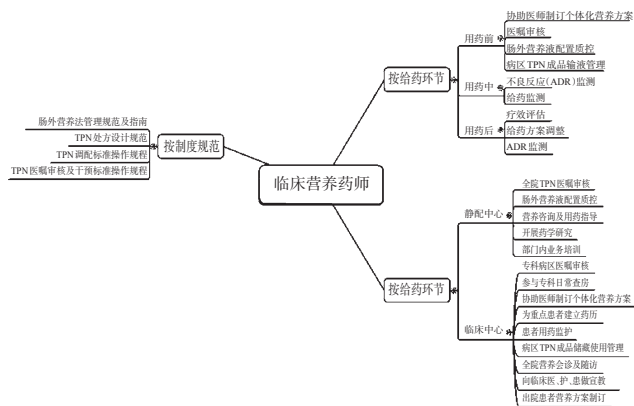 协助医师制订个体化营养方案
医嘱审核
用药前
肠外营养液配置质控
病区TPN成品输液管理
按给药环节
不良反应(ADR)监测
用药中
给药监测
疗效评估
用药后
给药方案调整
ADR监测
肠外营养法管理规范及指南
TPN处方设计规范
按制度规范
TPN调配标准操作规程
TPN医嘱审核及干预标准操作规程
临床营养药师
全院TPN医嘱审核
肠外营养液配置质控
静配中心
营养咨询及用药指导
开展药学研究
部门内业务培训
按给药环节
专科病区医嘱审核
参与专科日常查房
协助医师制订个体化营养方案
为重点患者建立药历
临床中心
患者用药监护
病区TPN成品储藏使用管理
全院营养会诊及随访
向临床医、护、患做宣教
出院患者营养方案制订